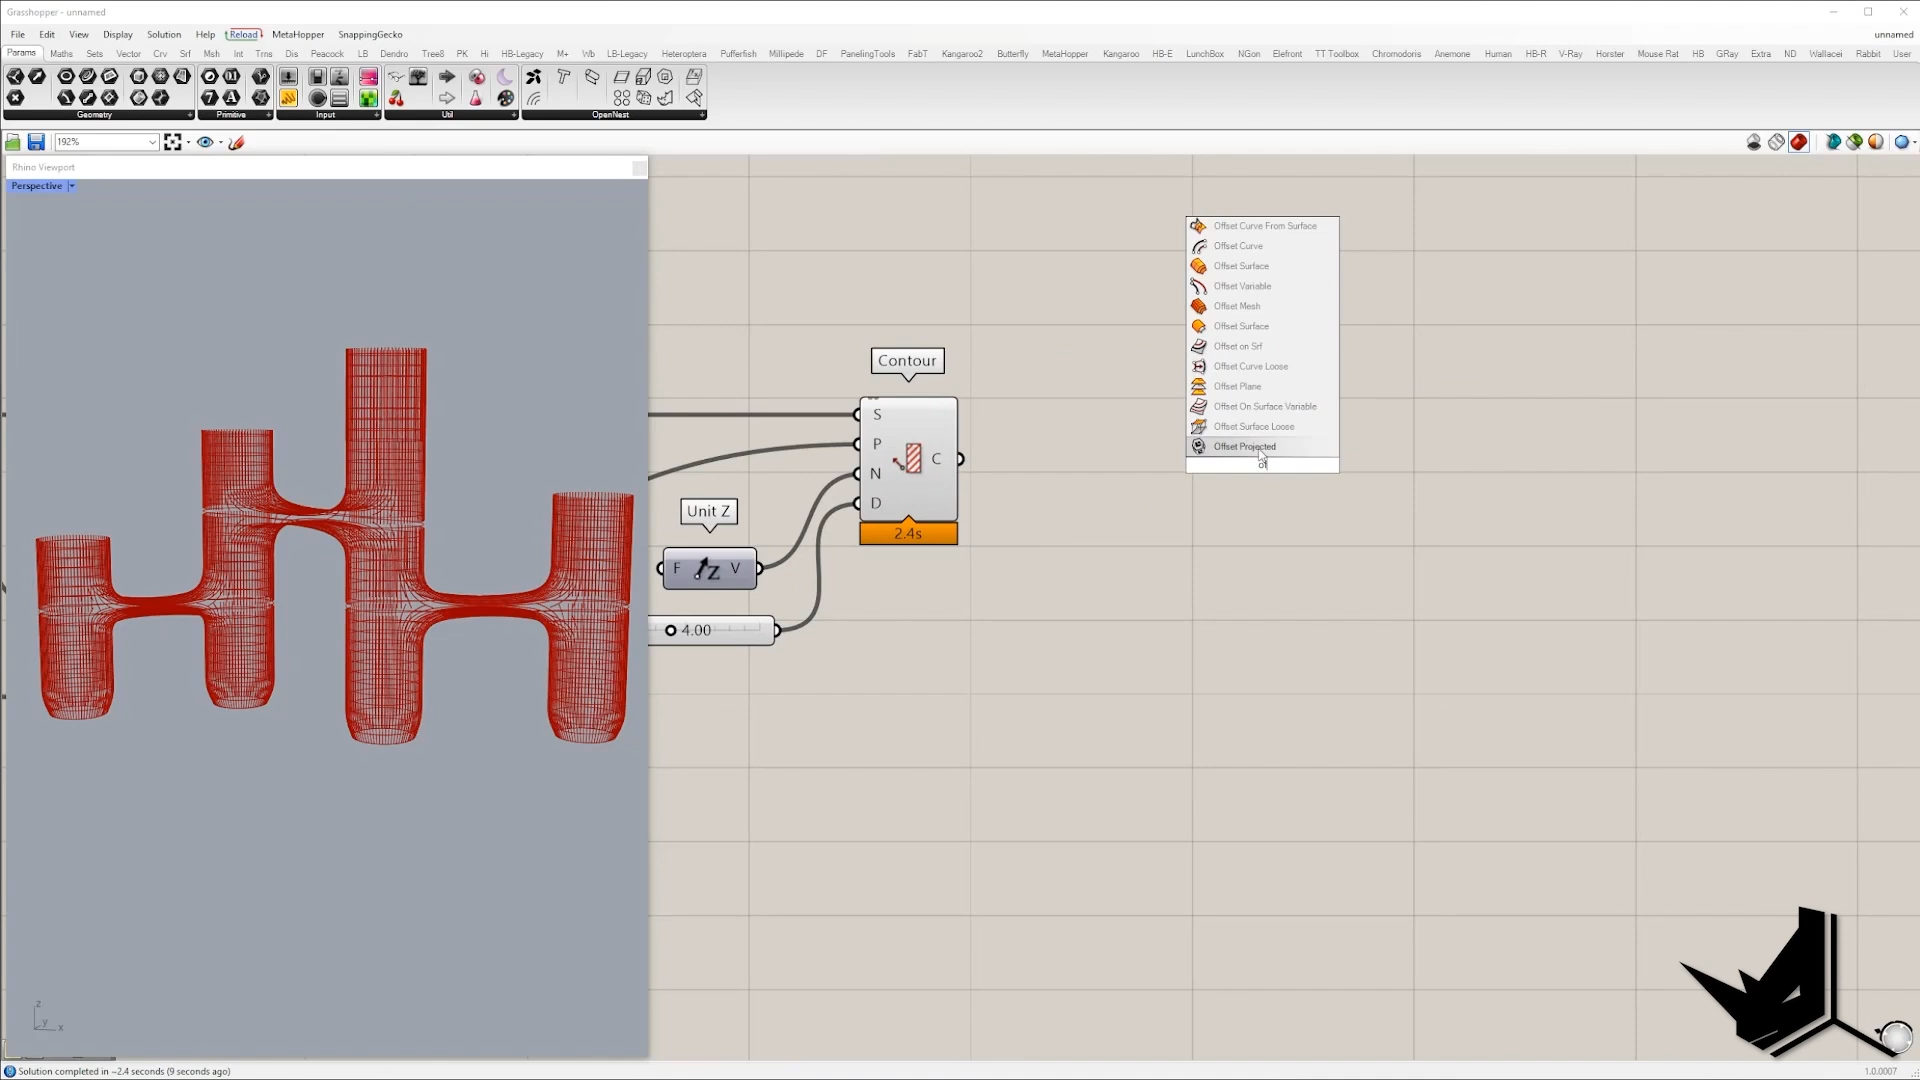 Grasshopper - unnamed
File Edit View Display Solution Help Reload MetaHopper SnappingGecko
unnamed
Params Maths Sets Vector Crv Srf Msh Int Trns Dis Peacock LB Dendro Tree8 PK Hi HB-Legacy M+ Wb LB-Legacy Heteroptera Pufferfish Millipede DF PanelingTools FabT Kangaroo2 Butterfly MetaHopper Kangaroo HB-E LunchBox NGon Elefront TT Toolbox Chromodoris Anemone Human HB-R V-Ray Horster Mouse Rat HB GRay Extra ND Wallacei Rabbit User
Geometry Primitive Input Util OpenNest
192%
Rhino Viewport
Perspective
Offset Curve From Surface
Offset Curve
Offset Surface
Offset Variable
Offset Mesh
Offset Surface
Offset on Srf
Offset Curve Loose
Offset Plane
Offset On Surface Variable
Offset Surface Loose
Offset Projected
of
Contour
S
P
N
D
C
2.4s
Unit Z
F Z V
4.00
z
y
x
Solution completed in ~2.4 seconds (9 seconds ago)
1.0.0007